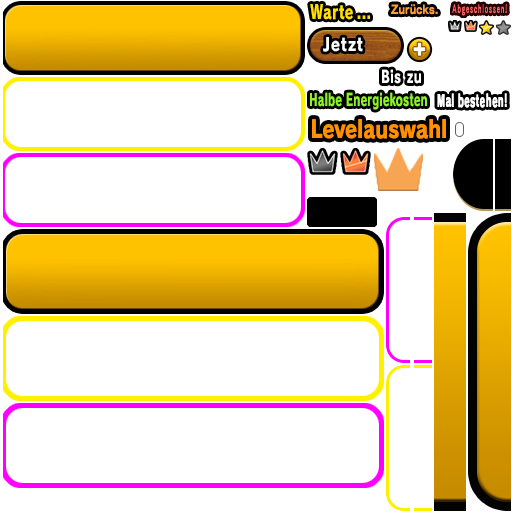 Warte ...
Zurücks.
Abgeschlossen!
Jetzt
Bis zu
Halbe Energiekosten
Mal bestehen!
Levelauswahl